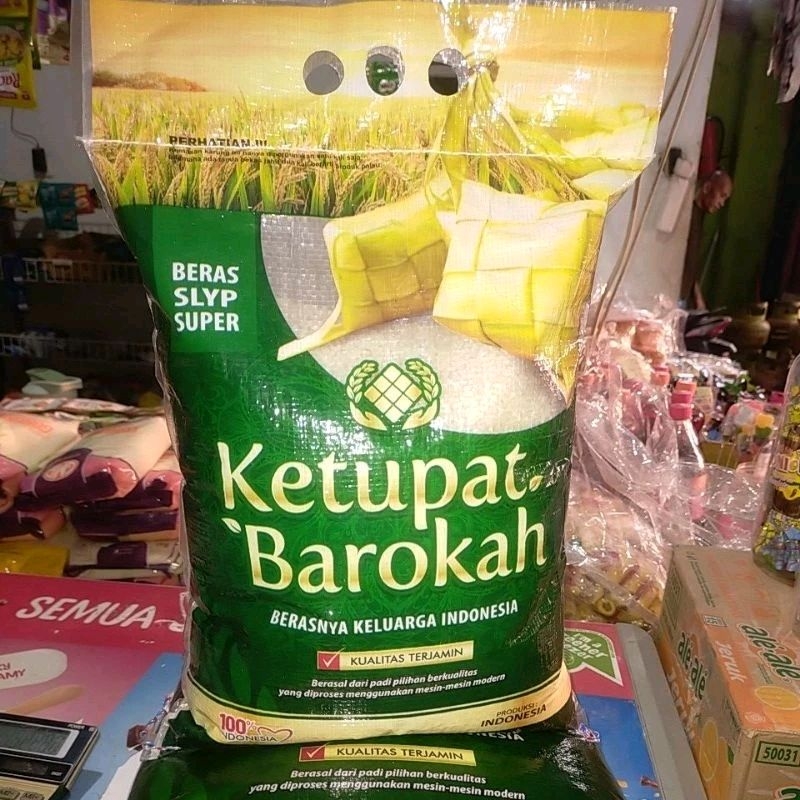 PERHATIAN !!!
BERAS
SLYP
SUPER
Ketupat
Barokah
BERASNYA KELUARGA INDONESIA
KUALITAS TERJAMIN
Berasal dari padi pilihan berkualitas
yang diproses menggunakan mesin-mesin modern
100%
INDONESIA
PRODUKSI
INDONESIA
KUALITAS TERJAMIN
Berasal dari padi pilihan berkualitas
yang diproses menggunakan mesin-mesin modern
SEMUA
ale-ale
Jeruk
50031